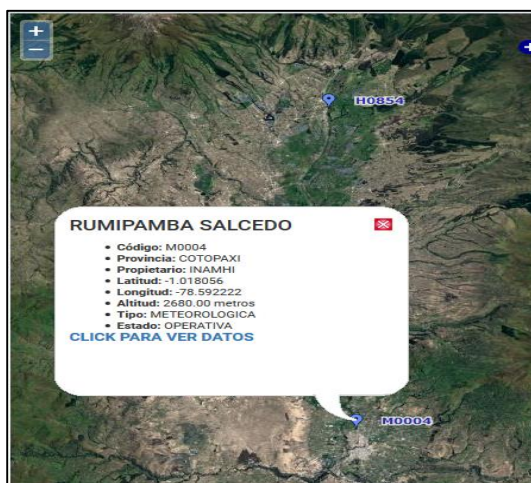 +
−
+
H0854
RUMIPAMBA SALCEDO
Código: M0004
Provincia: COTOPAXI
Propietario: INAMHI
Latitud: -1.018056
Longitud: -78.592222
Altitud: 2680.00 metros
Tipo: METEOROLOGICA
Estado: OPERATIVA
CLICK PARA VER DATOS
M0004